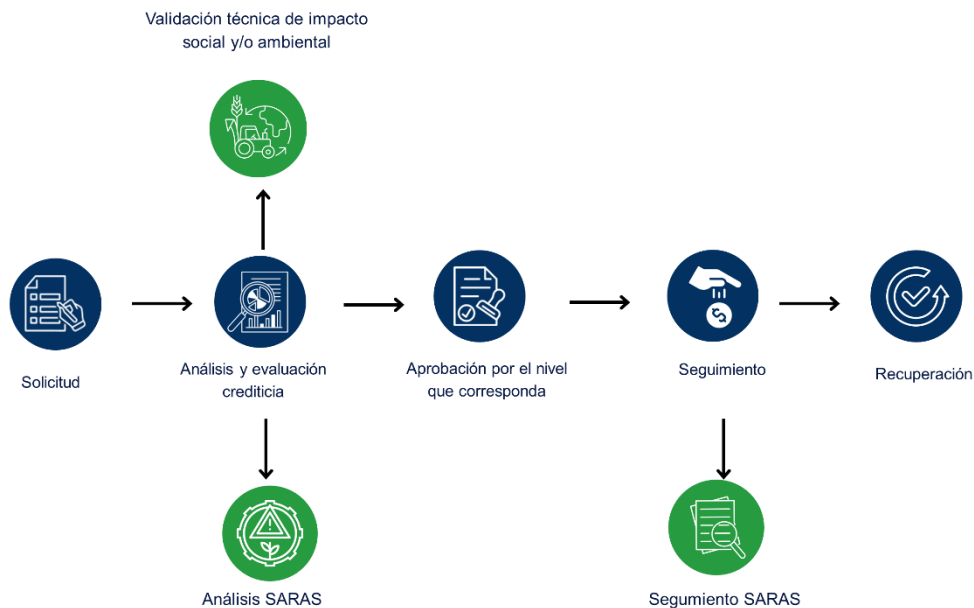 Validación técnica de impacto
social y/o ambiental
Solicitud
Análisis y evaluación
crediticia
Aprobación por el nivel
que corresponda
Seguimiento
Recuperación
Análisis SARAS
Segumiento SARAS